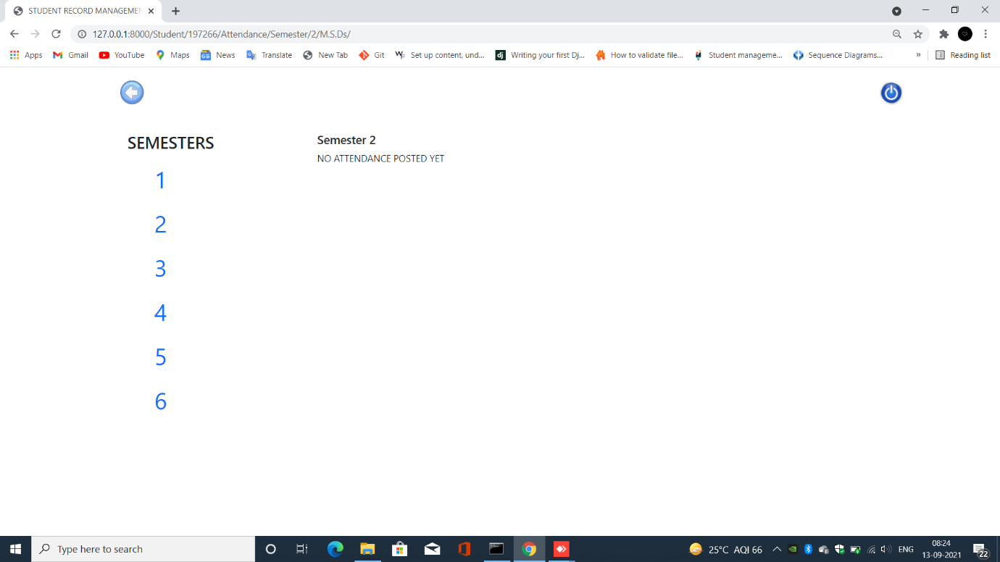 STUDENT RECORD MANAGEMEN
127.0.0.1:8000/Student/197266/Attendance/Semester/2/M.S.Ds/
Apps Gmail YouTube Maps News Translate New Tab Git Set up content, und... Writing your first Dj... How to validate file... Student manageme... Sequence Diagrams... » Reading list
SEMESTERS
1
2
3
4
5
6
Semester 2
NO ATTENDANCE POSTED YET
Type here to search
25°C AQI 66
ENG
08:24
13-09-2021
22